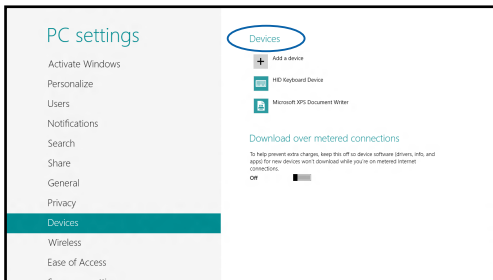 PC settings
Activate Windows
Personalize
Users
Notifications
Search
Share
General
Privacy
Devices
Wireless
Ease of Access
Devices
Add a device
HID Keyboard Device
Microsoft XPS Document Writer
Download over metered connections
To help prevent extra charges, keep this off so device software (drivers, info, and
apps) for new devices won't download while you're on metered internet
connections.
Off